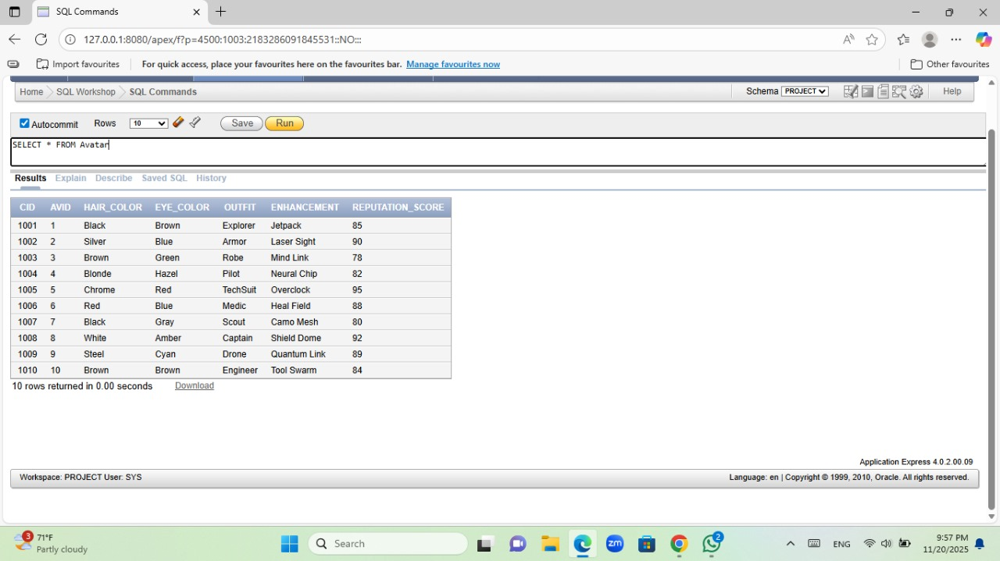 SQL Commands
127.0.0.1:8080/apex/f?p=4500:1003:2183286091845531::NO:::
Import favourites For quick access, place your favourites here on the favourites bar. Manage favourites now Other favourites
Home SQL Workshop SQL Commands Schema PROJECT Help
Autocommit Rows 10 Save Run
SELECT * FROM Avatar
Results Explain Describe Saved SQL History
CID AVID HAIR_COLOR EYE_COLOR OUTFIT ENHANCEMENT REPUTATION_SCORE
1001 1 Black Brown Explorer Jetpack 85
1002 2 Silver Blue Armor Laser Sight 90
1003 3 Brown Green Robe Mind Link 78
1004 4 Blonde Hazel Pilot Neural Chip 82
1005 5 Chrome Red TechSuit Overclock 95
1006 6 Red Blue Medic Heal Field 88
1007 7 Black Gray Scout Camo Mesh 80
1008 8 White Amber Captain Shield Dome 92
1009 9 Steel Cyan Drone Quantum Link 89
1010 10 Brown Brown Engineer Tool Swarm 84
10 rows returned in 0.00 seconds Download
Application Express 4.0.2.00.09
Workspace: PROJECT User: SYS Language: en | Copyright © 1999, 2010, Oracle. All rights reserved.
3 71°F
Partly cloudy
Search
zm
2
ENG
9:57 PM
11/20/2025